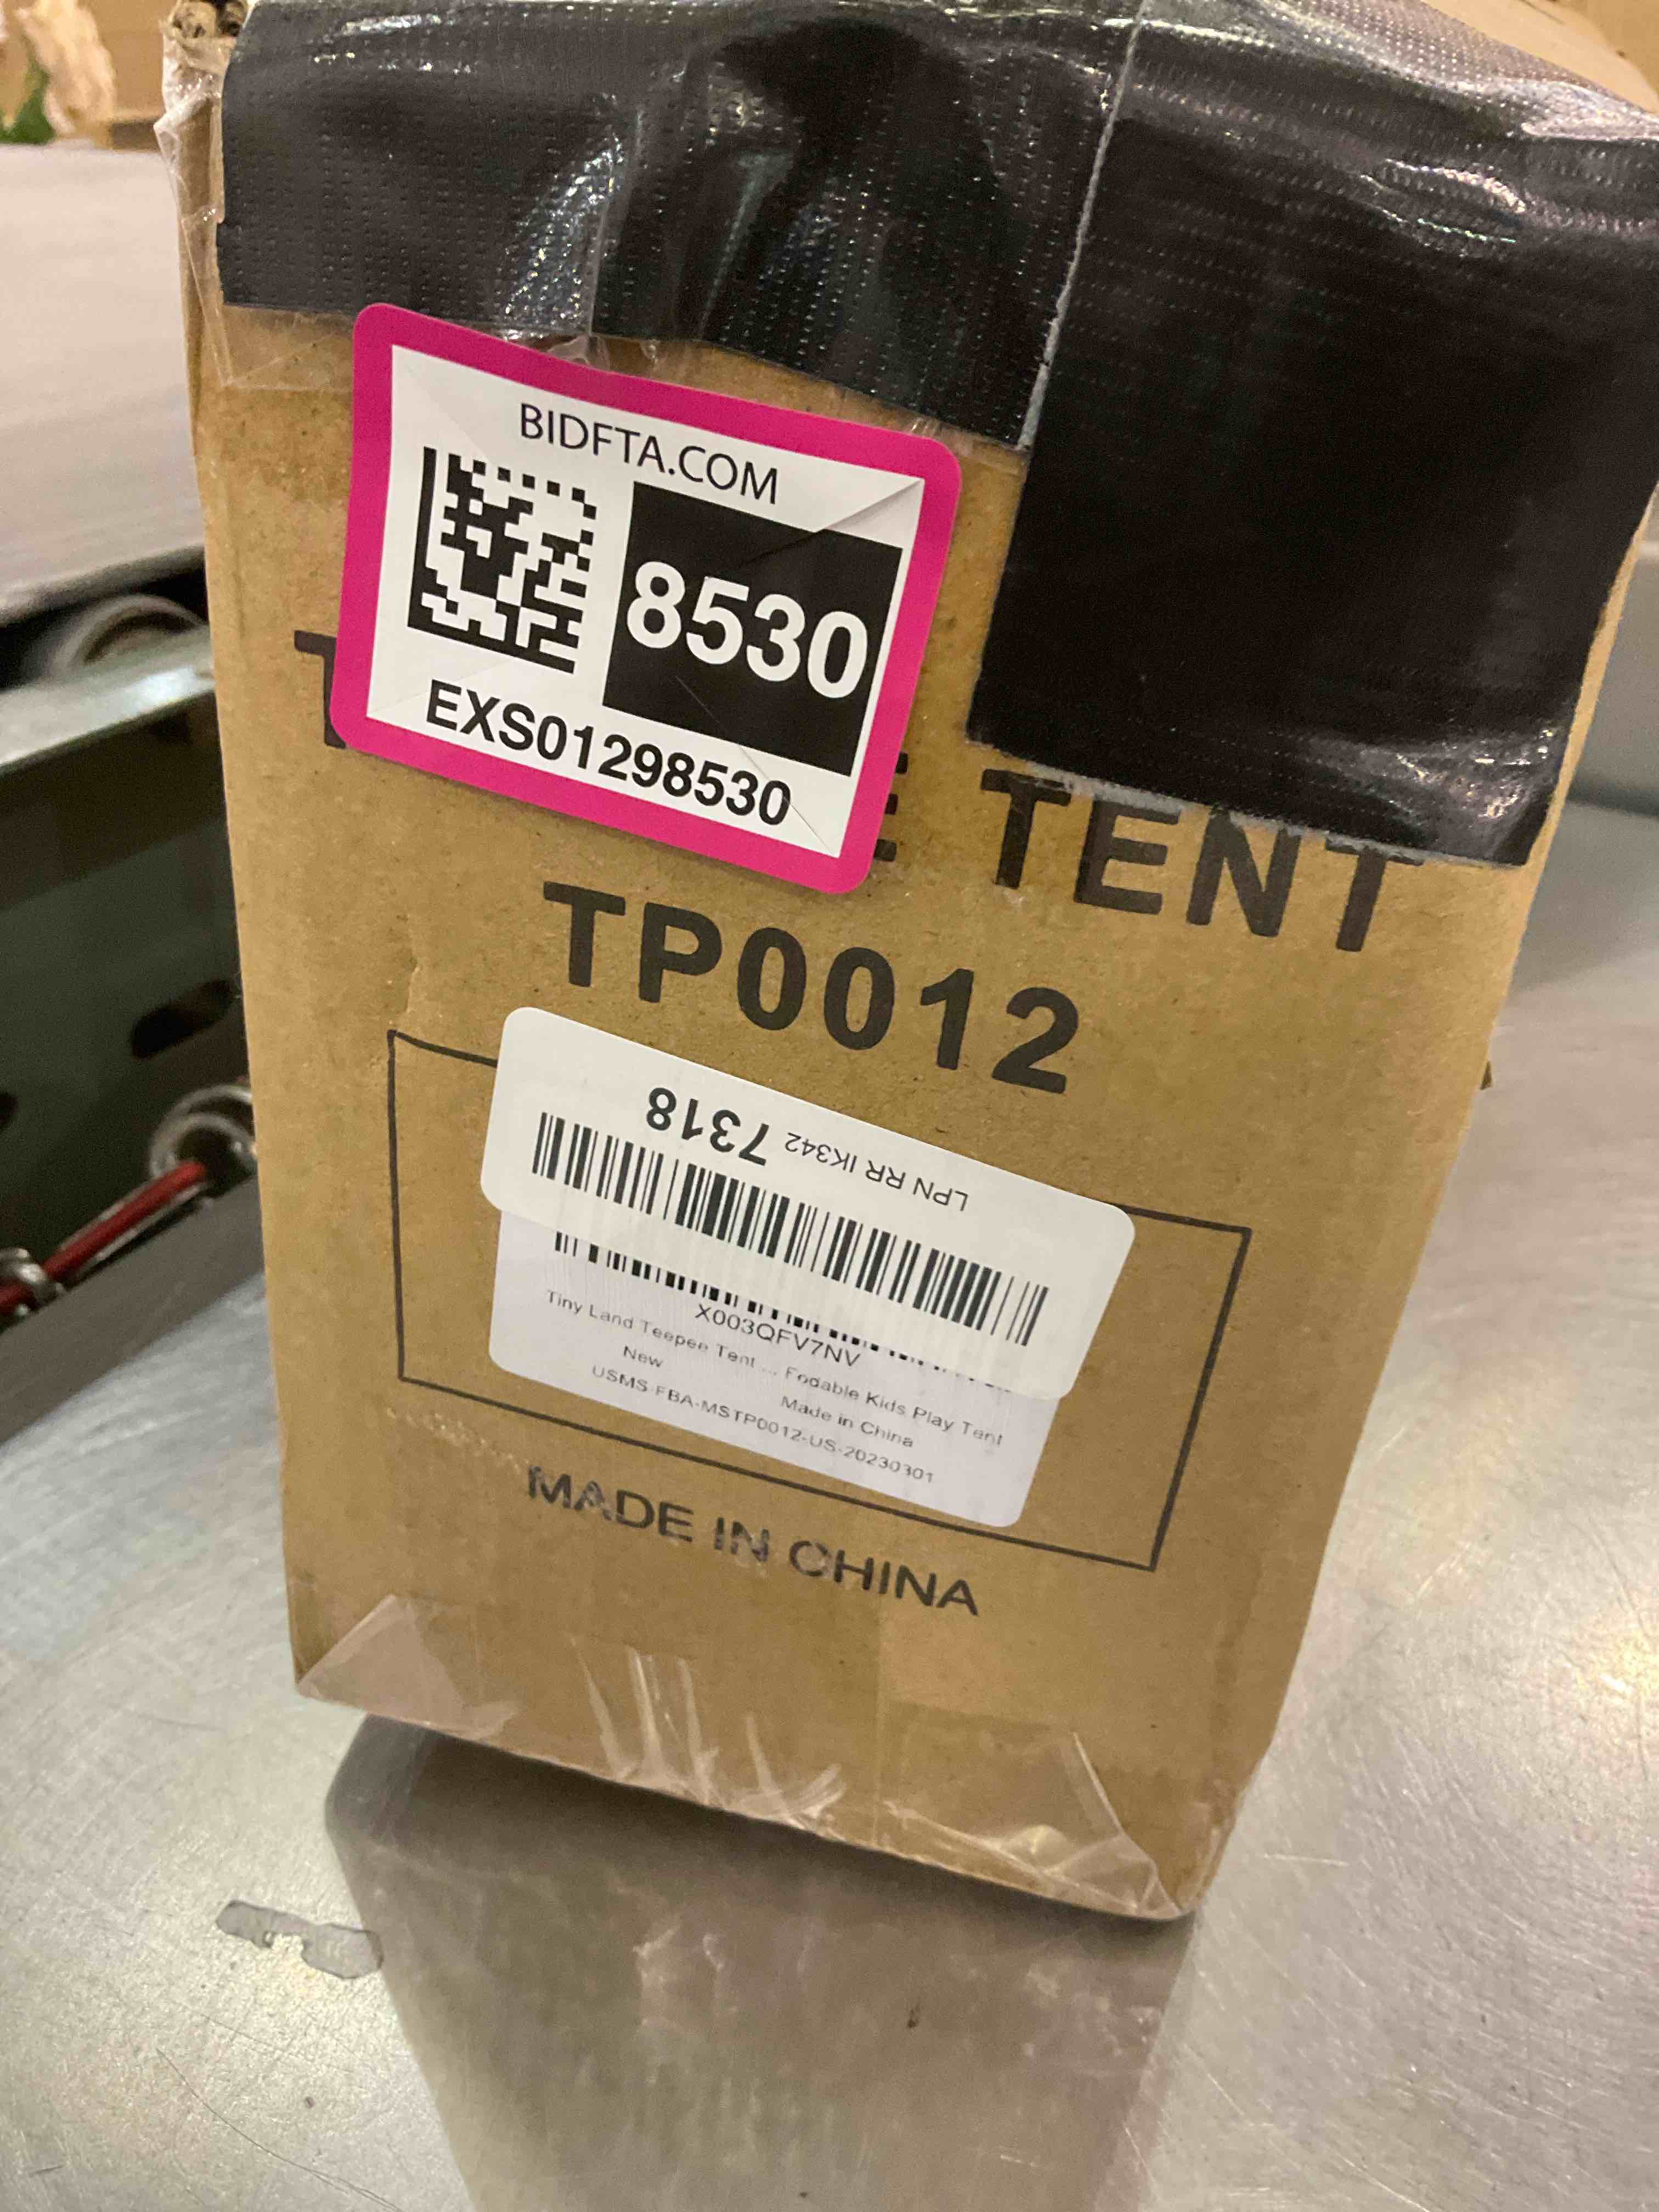 BIDFTA.COM
8530
EXS01298530
TENT
TP0012
LPN RR IK342 7318
X003QFV7NV
Tiny Land Teepee Tent ... Fodable Kids Play Tent
New
Made in China
USMS-FBA-MSTP0012-US-20230301
MADE IN CHINA